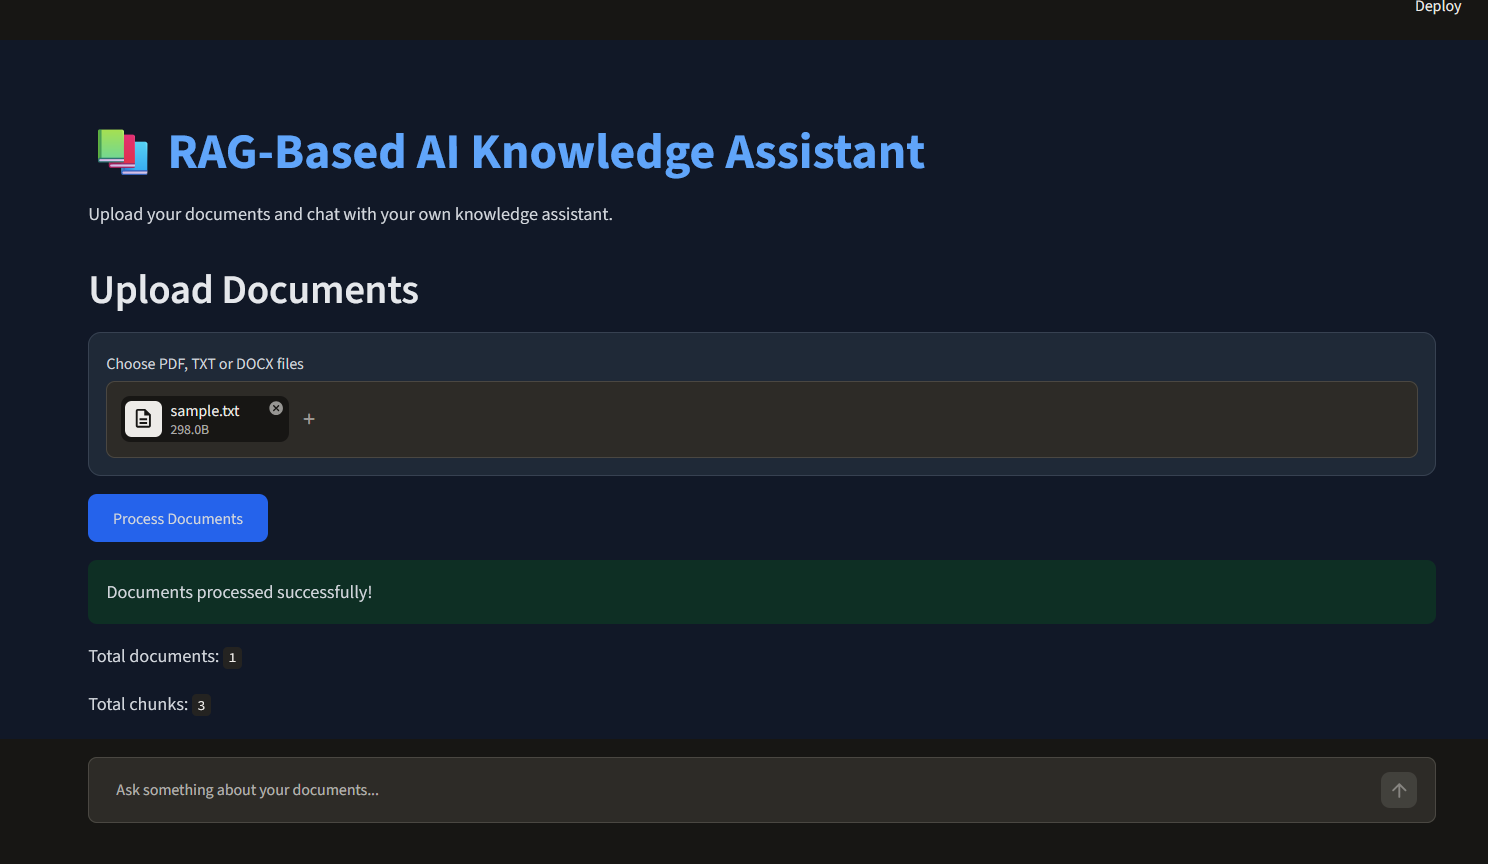 Deploy
RAG-Based AI Knowledge Assistant
Upload your documents and chat with your own knowledge assistant.
Upload Documents
Choose PDF, TXT or DOCX files
sample.txt
298.0B
Process Documents
Documents processed successfully!
Total documents: 1
Total chunks: 3
Ask something about your documents...